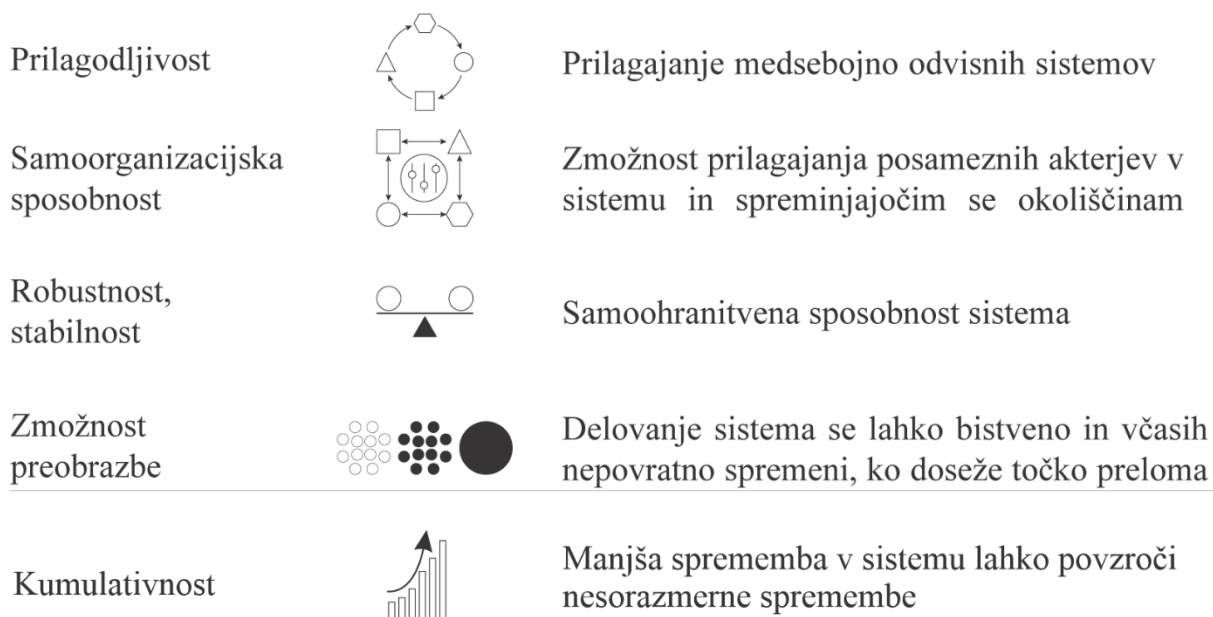 Prilagodljivost
Prilagajanje medsebojno odvisnih sistemov
Samoorganizacijska
sposobnost
Zmožnost prilagajanja posameznih akterjev v
sistemu in spreminjajočim se okoliščinam
Robustnost,
stabilnost
Samoohranitvena sposobnost sistema
Zmožnost
preobrazbe
Delovanje sistema se lahko bistveno in včasih
nepovratno spremeni, ko doseže točko preloma
Kumulativnost
Manjša sprememba v sistemu lahko povzroči
nesorazmerne spremembe